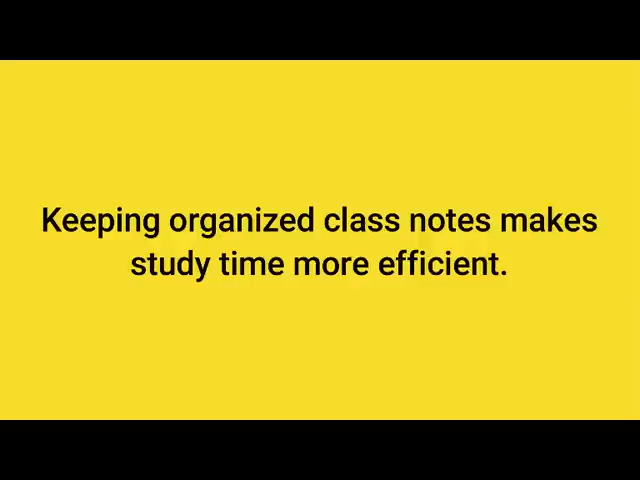 Keeping organized class notes makes
study time more efficient.